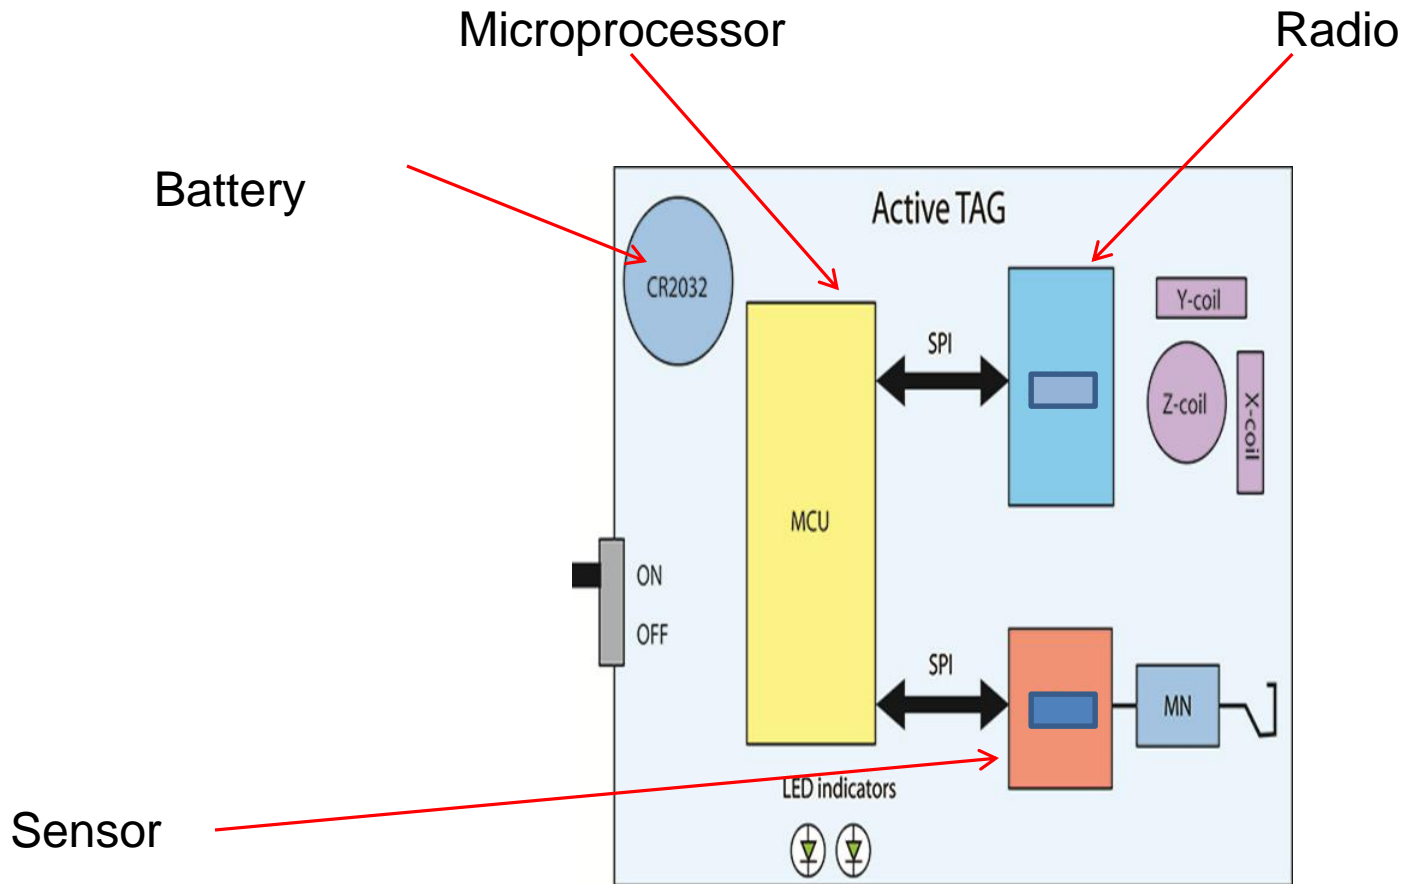 Microprocessor
Radio
Battery
Active TAG
CR2032
Y-coil
SPI
Z-coil
X-coil
MCU
ON
OFF
SPI
MN
LED indicators
Sensor